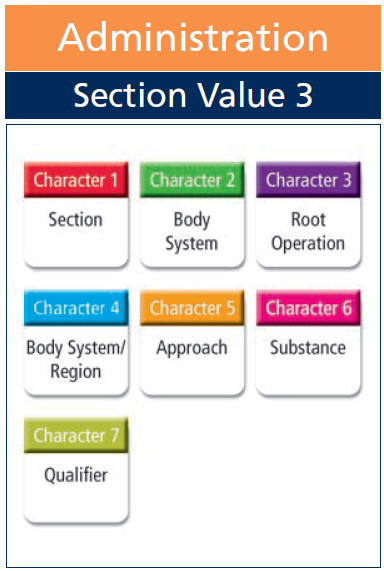 Administration
Section Value 3
Character 1
Section
Character 2
Body
System
Character 3
Root
Operation
Character 4
Body System/
Region
Character 5
Approach
Character 6
Substance
Character 7
Qualifier